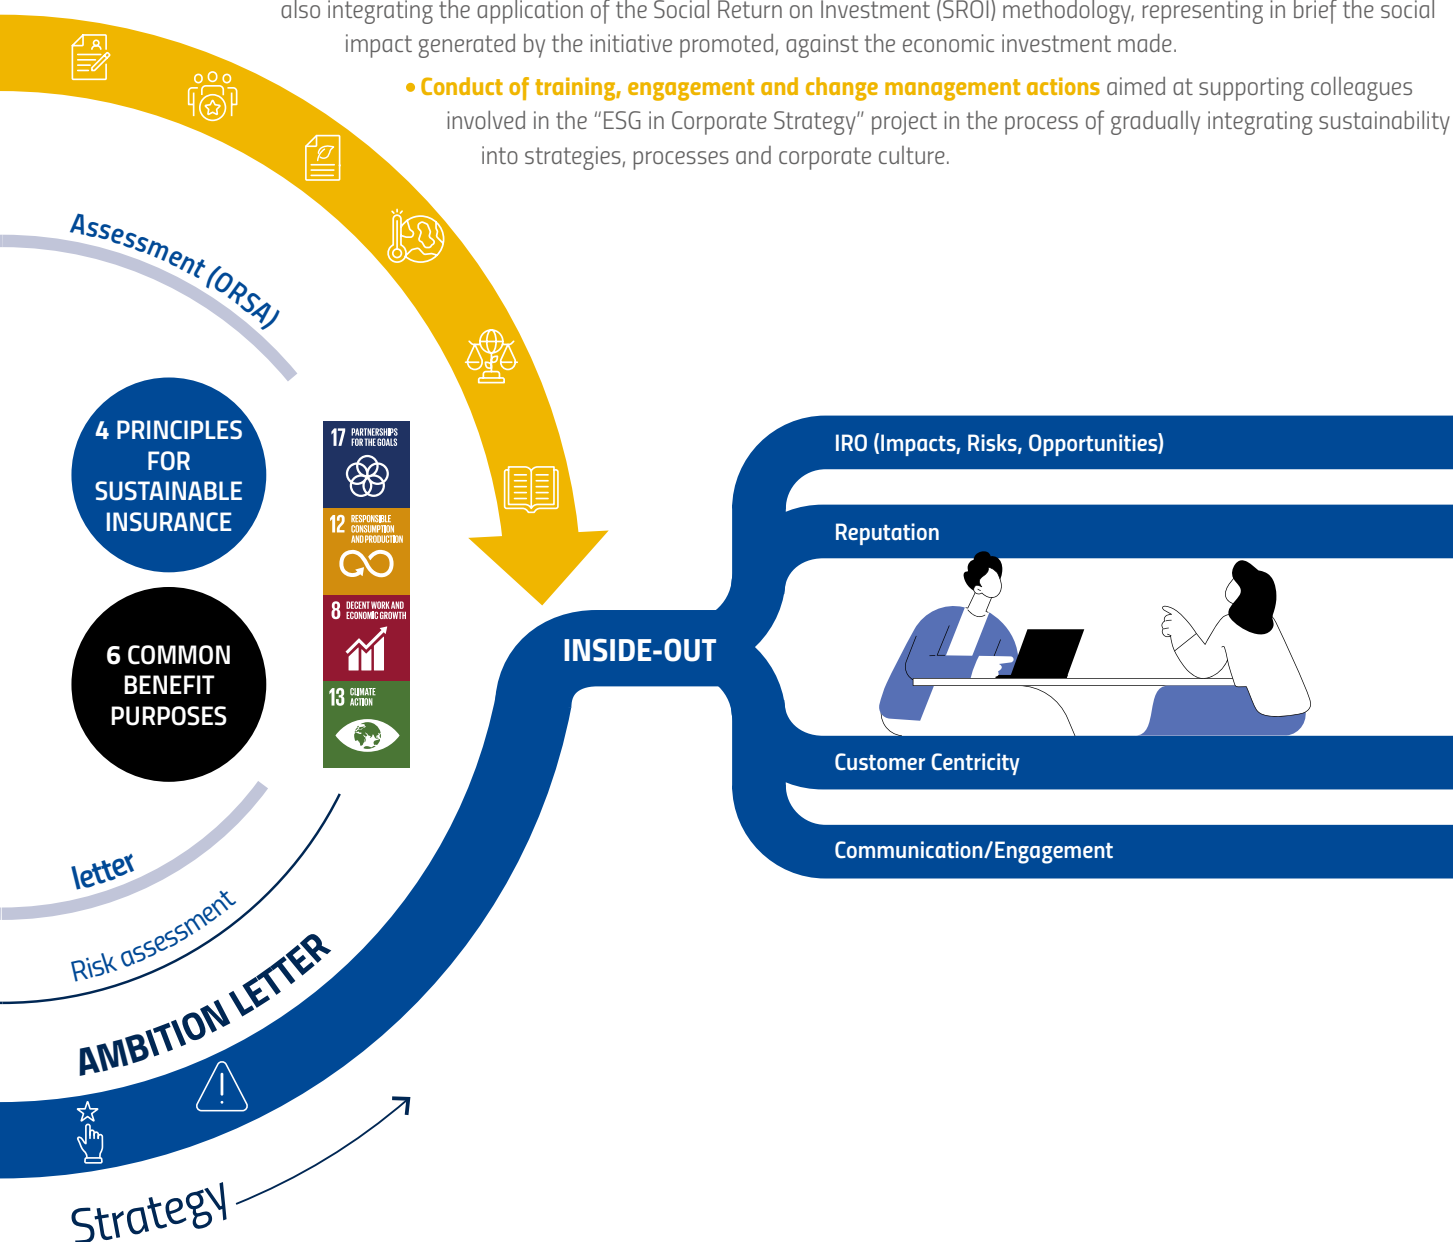 also integrating the application of the Social Return on Investment (SROI) methodology, representing in brief the social
impact generated by the initiative promoted, against the economic investment made.
• Conduct of training, engagement and change management actions aimed at supporting colleagues
involved in the “ESG in Corporate Strategy” project in the process of gradually integrating sustainability
into strategies, processes and corporate culture.
Assessment (ORSA)
4 PRINCIPLES
FOR
SUSTAINABLE
INSURANCE
6 COMMON
BENEFIT
PURPOSES
17 PARTNERSHIPS
FOR THE GOALS
12 RESPONSIBLE
CONSUMPTION
AND PRODUCTION
8 DECENT WORK AND
ECONOMIC GROWTH
13 CLIMATE
ACTION
letter
Risk assessment
AMBITION LETTER
Strategy
INSIDE-OUT
IRO (Impacts, Risks, Opportunities)
Reputation
Customer Centricity
Communication/Engagement